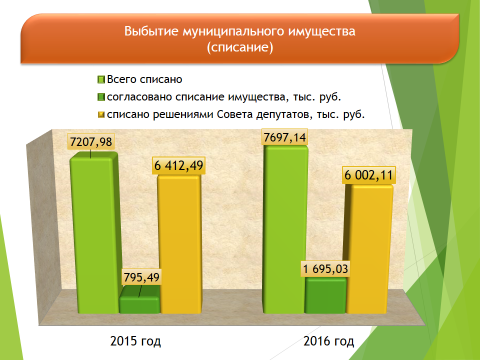 Выбытие муниципального имущества
(списание)
Всего списано
согласовано списание имущества, тыс. руб.
списано решениями Совета депутатов, тыс. руб.
7207,98
795,49
6 412,49
7697,14
1 695,03
6 002,11
2015 год
2016 год